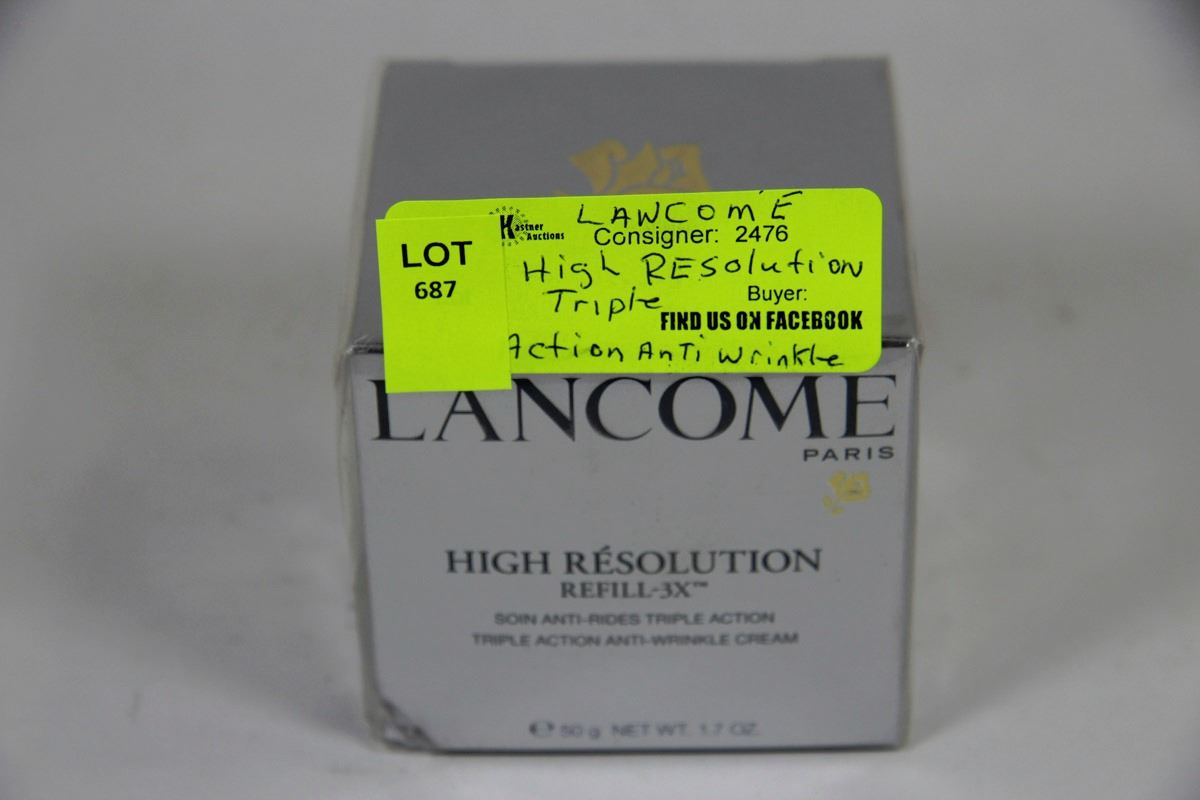 LANCOME
Kastner Auctions
Consigner: 2476
LOT
687
High RESolution
Triple
Buyer:
FIND US ON FACEBOOK
Action Anti wrinkle
LANCOME
PARIS
HIGH RÉSOLUTION
REFILL-3X™
SOIN ANTI-RIDES TRIPLE ACTION
TRIPLE ACTION ANTI-WRINKLE CREAM
℮ 50 g NET WT. 1.7 OZ.